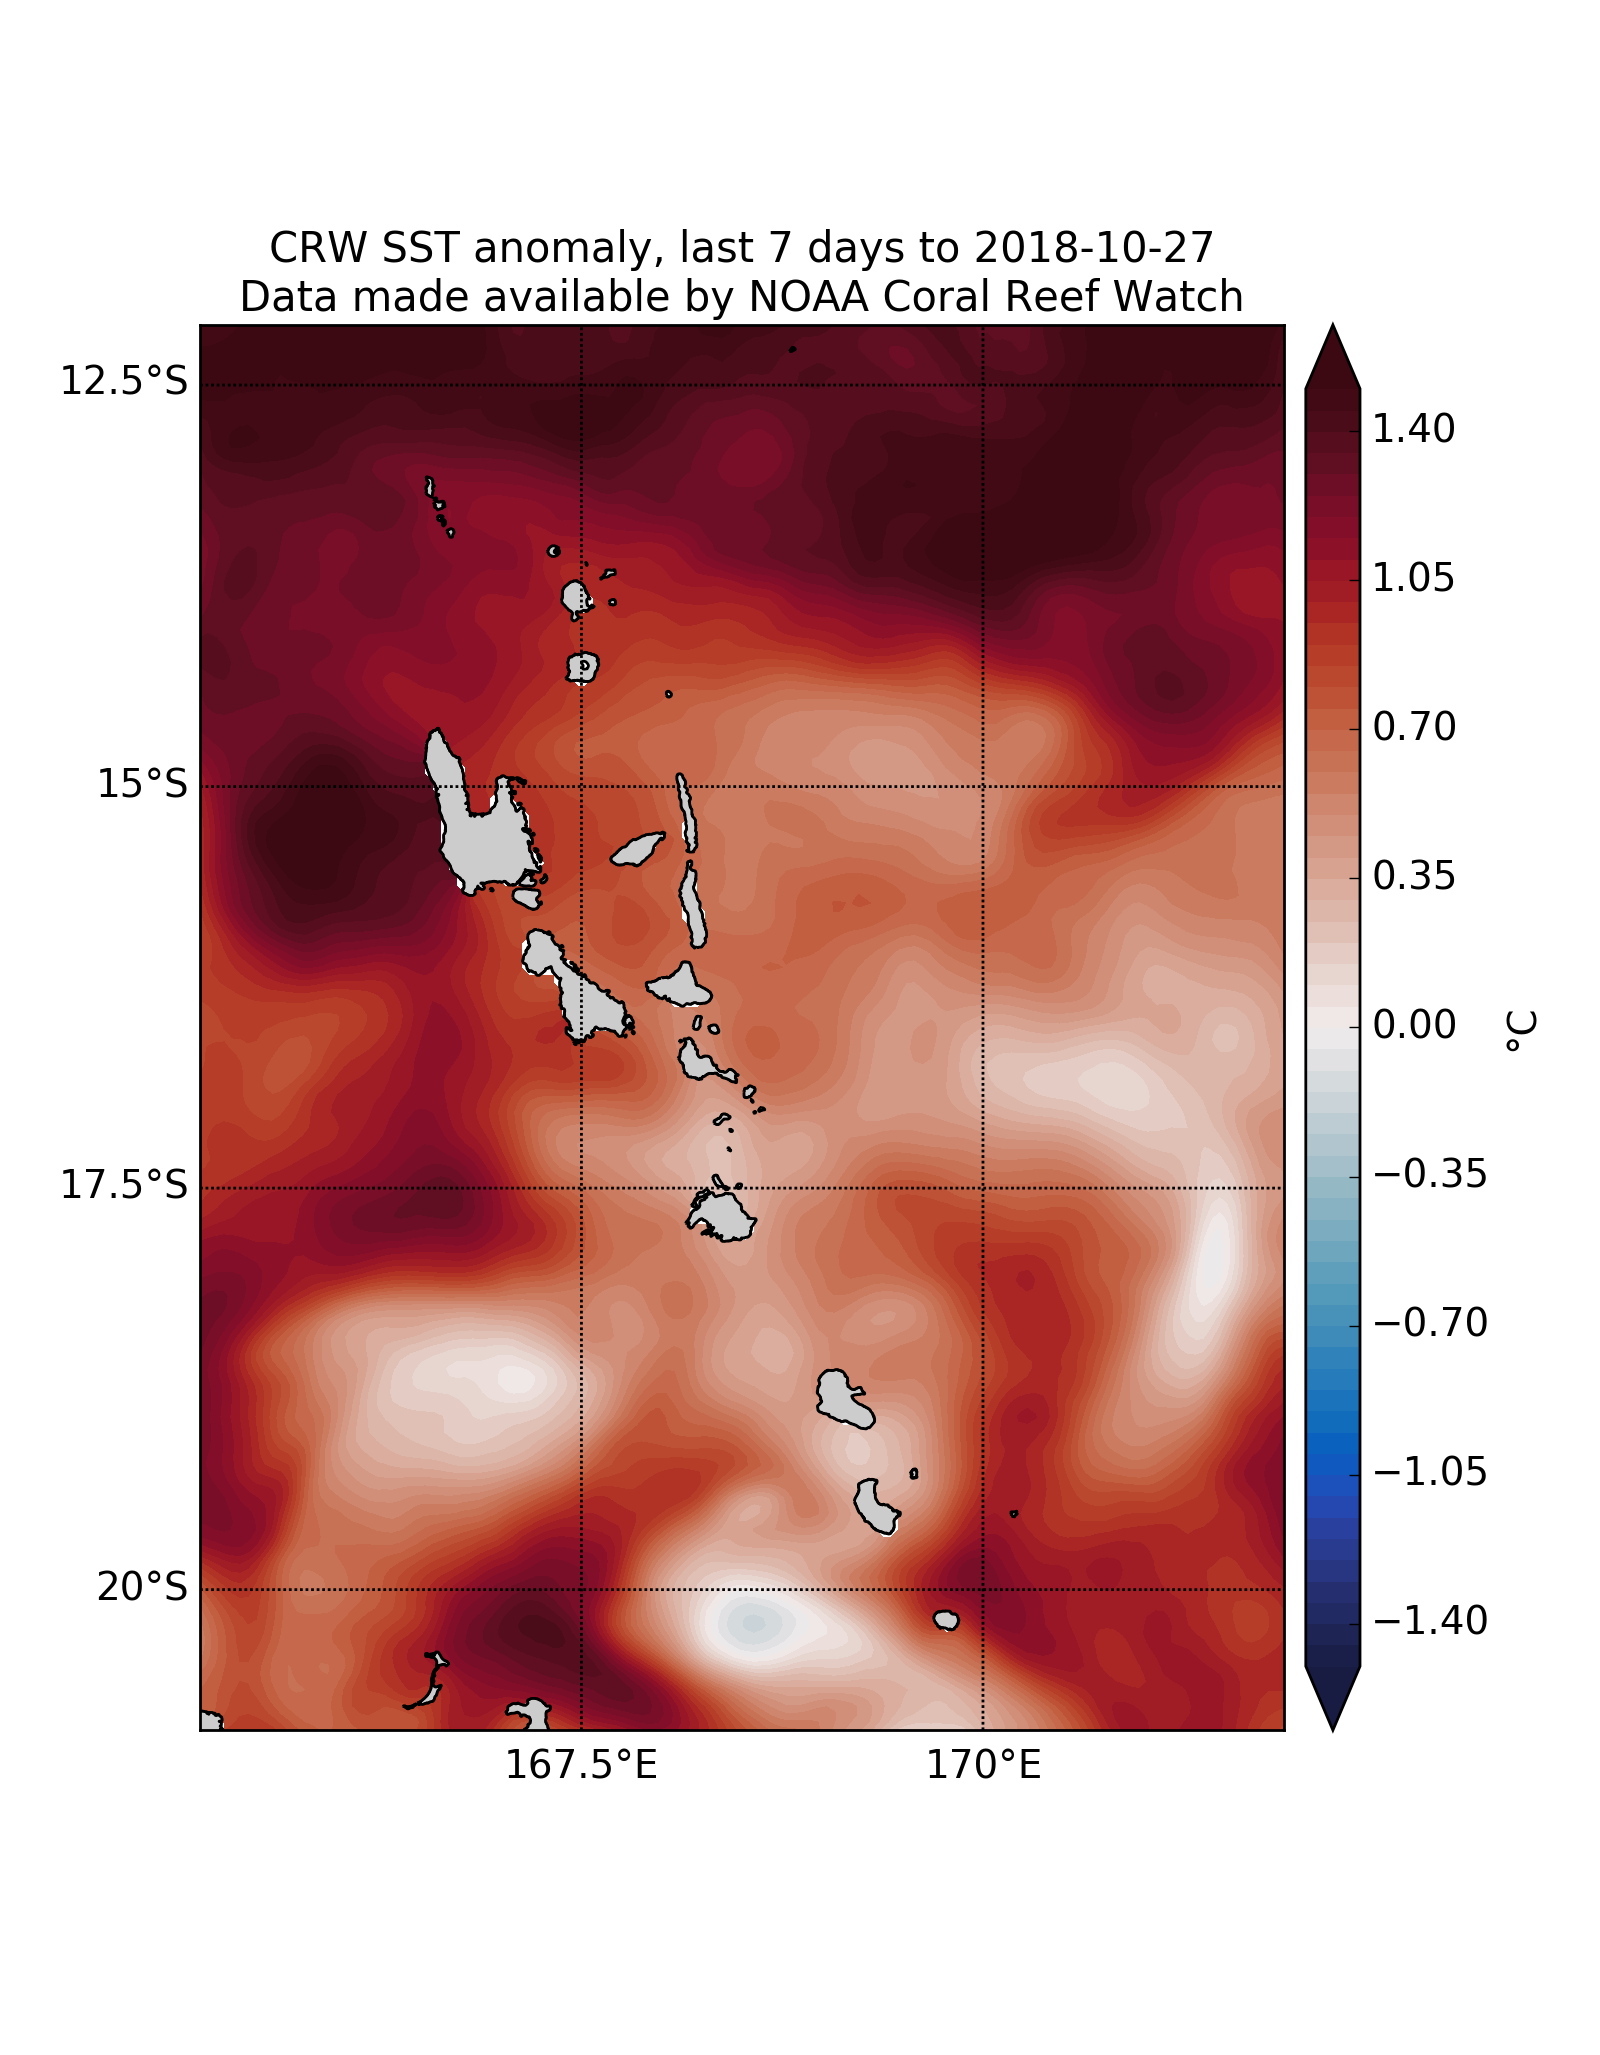 CRW SST anomaly, last 7 days to 2018-10-27
Data made available by NOAA Coral Reef Watch
12.5°S
15°S
17.5°S
20°S
167.5°E
170°E
1.40
1.05
0.70
0.35
0.00
−0.35
−0.70
−1.05
−1.40
°C